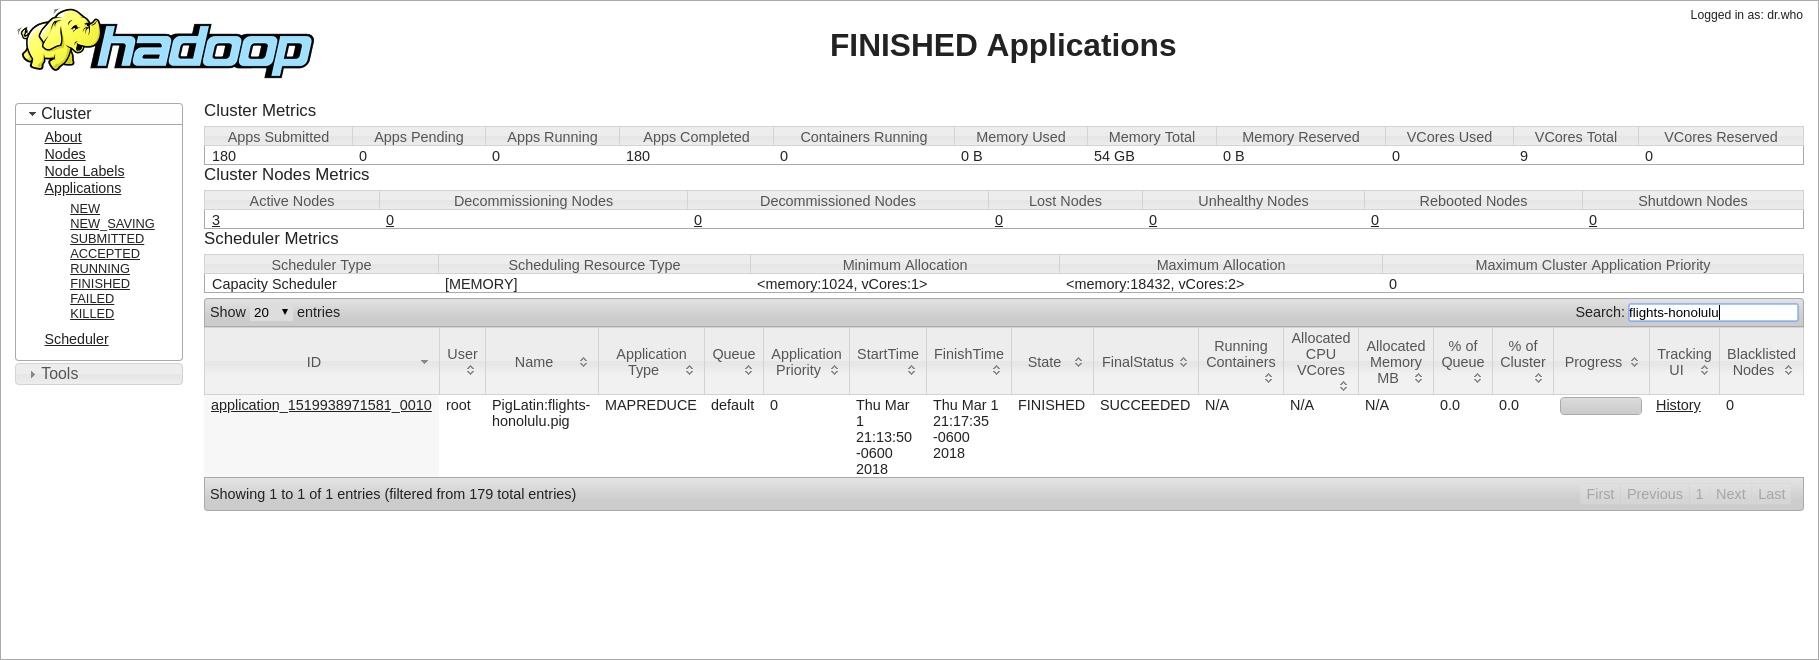 Logged in as: dr.who
hadoop
FINISHED Applications
Cluster
About
Nodes
Node Labels
Applications
NEW
NEW_SAVING
SUBMITTED
ACCEPTED
RUNNING
FINISHED
FAILED
KILLED
Scheduler
Tools
Cluster Metrics
Apps Submitted Apps Pending Apps Running Apps Completed Containers Running Memory Used Memory Total Memory Reserved VCores Used VCores Total VCores Reserved
180 0 0 180 0 0 B 54 GB 0 B 0 9 0
Cluster Nodes Metrics
Active Nodes Decommissioning Nodes Decommissioned Nodes Lost Nodes Unhealthy Nodes Rebooted Nodes Shutdown Nodes
3 0 0 0 0 0 0
Scheduler Metrics
Scheduler Type Scheduling Resource Type Minimum Allocation Maximum Allocation Maximum Cluster Application Priority
Capacity Scheduler [MEMORY] <memory:1024, vCores:1> <memory:18432, vCores:2> 0
Show 20 entries Search: flights-honolulu
ID
User
Name
Application
Type
Queue
Application
Priority
StartTime
FinishTime
State
FinalStatus
Running
Containers
Allocated
CPU
VCores
Allocated
Memory
MB
% of
Queue
% of
Cluster
Progress
Tracking
UI
Blacklisted
Nodes
application_1519938971581_0010
root
PigLatin:flights-
honolulu.pig
MAPREDUCE
default
0
Thu Mar
1
21:13:50
-0600
2018
Thu Mar 1
21:17:35
-0600
2018
FINISHED
SUCCEEDED
N/A
N/A
N/A
0.0
0.0
History
0
Showing 1 to 1 of 1 entries (filtered from 179 total entries)
First Previous 1 Next Last